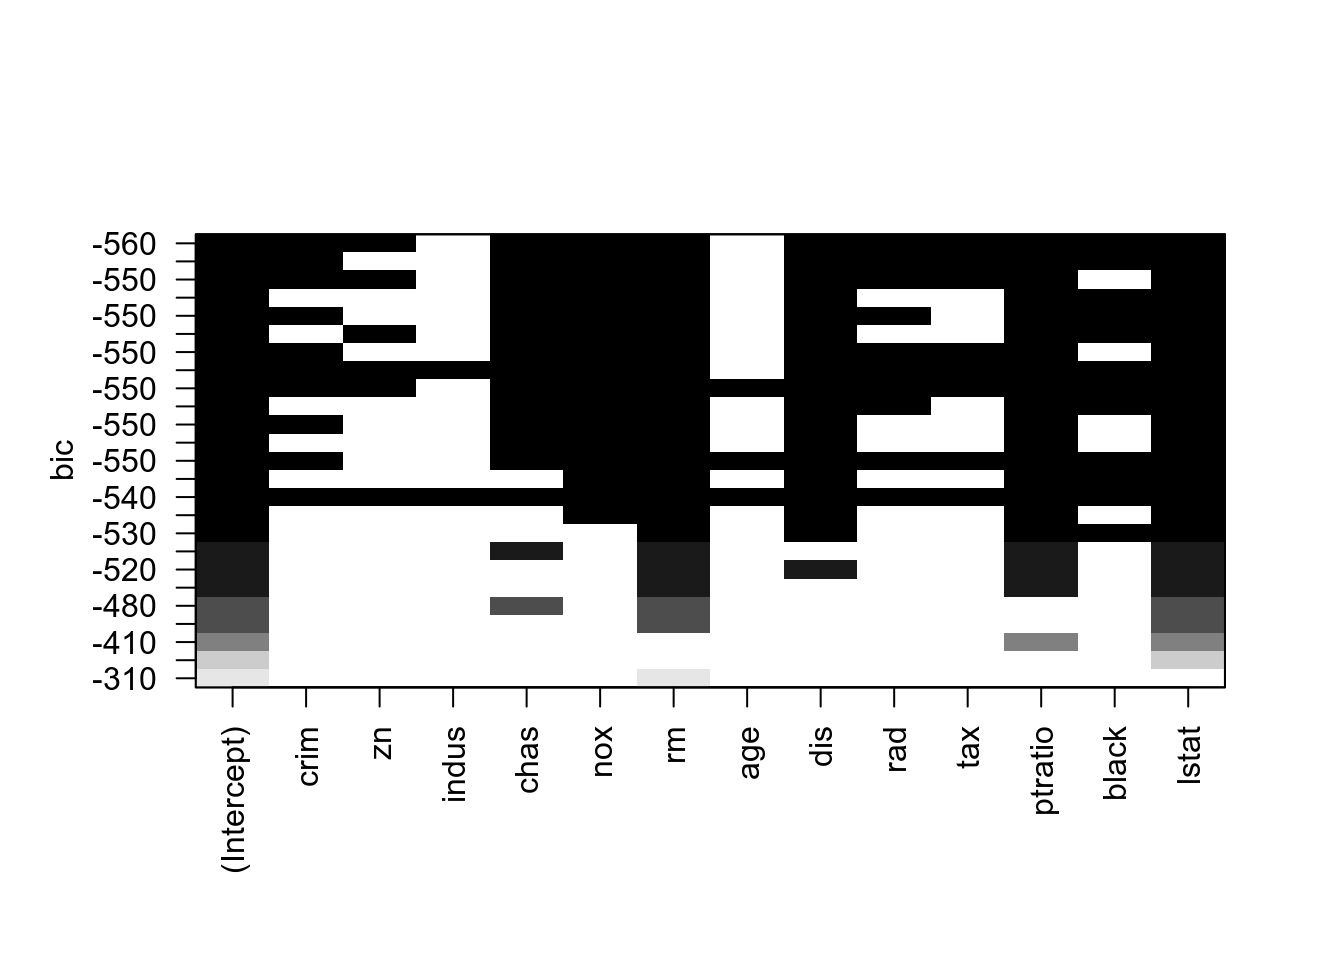 -560
-550
-550
-550
-550
-550
-550
-540
-530
-520
-480
-410
-310
bic
(Intercept)
crim
zn
indus
chas
nox
rm
age
dis
rad
tax
ptratio
black
lstat